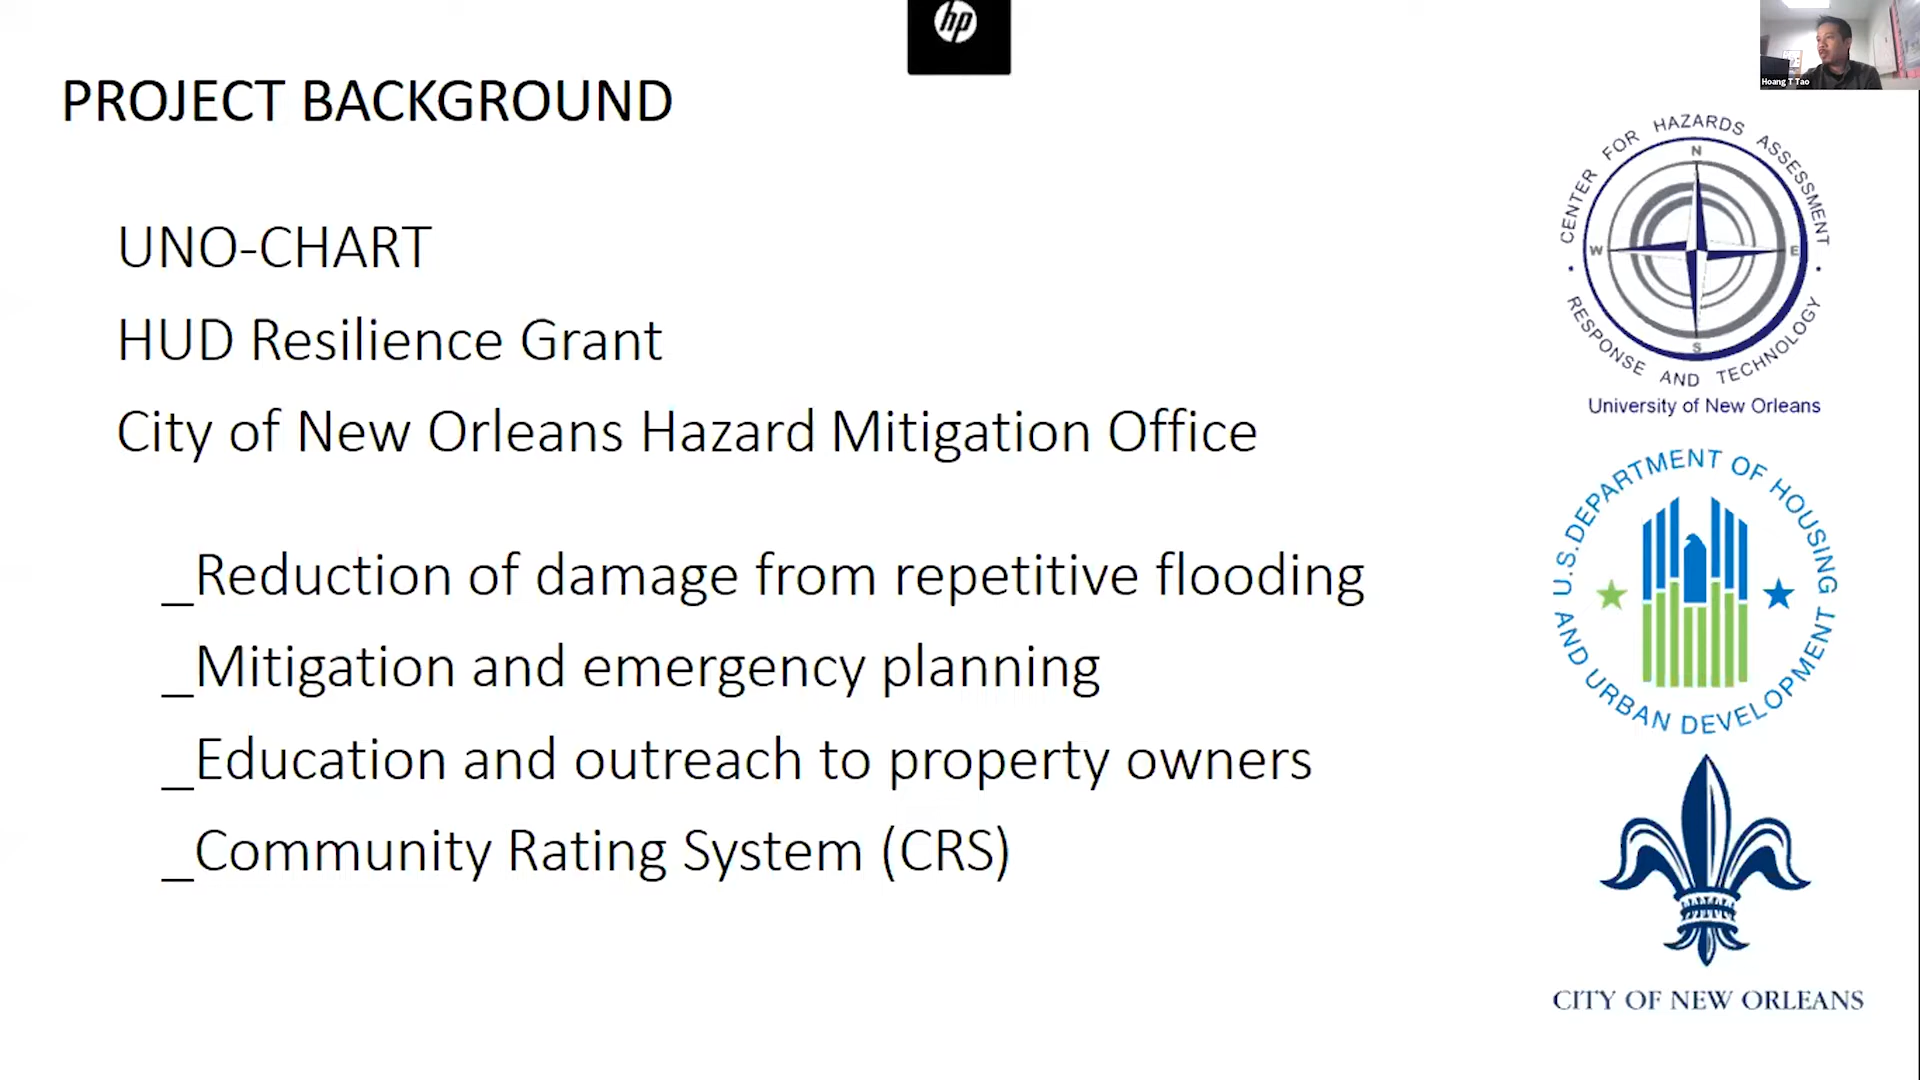 hp
Hoang T Tao
PROJECT BACKGROUND
UNO-CHART
HUD Resilience Grant
City of New Orleans Hazard Mitigation Office
_Reduction of damage from repetitive flooding
_Mitigation and emergency planning
_Education and outreach to property owners
_Community Rating System (CRS)
CENTER FOR HAZARDS ASSESSMENT
N
W
E
S
RESPONSE AND TECHNOLOGY
University of New Orleans
U.S. DEPARTMENT OF HOUSING
AND URBAN DEVELOPMENT
CITY OF NEW ORLEANS